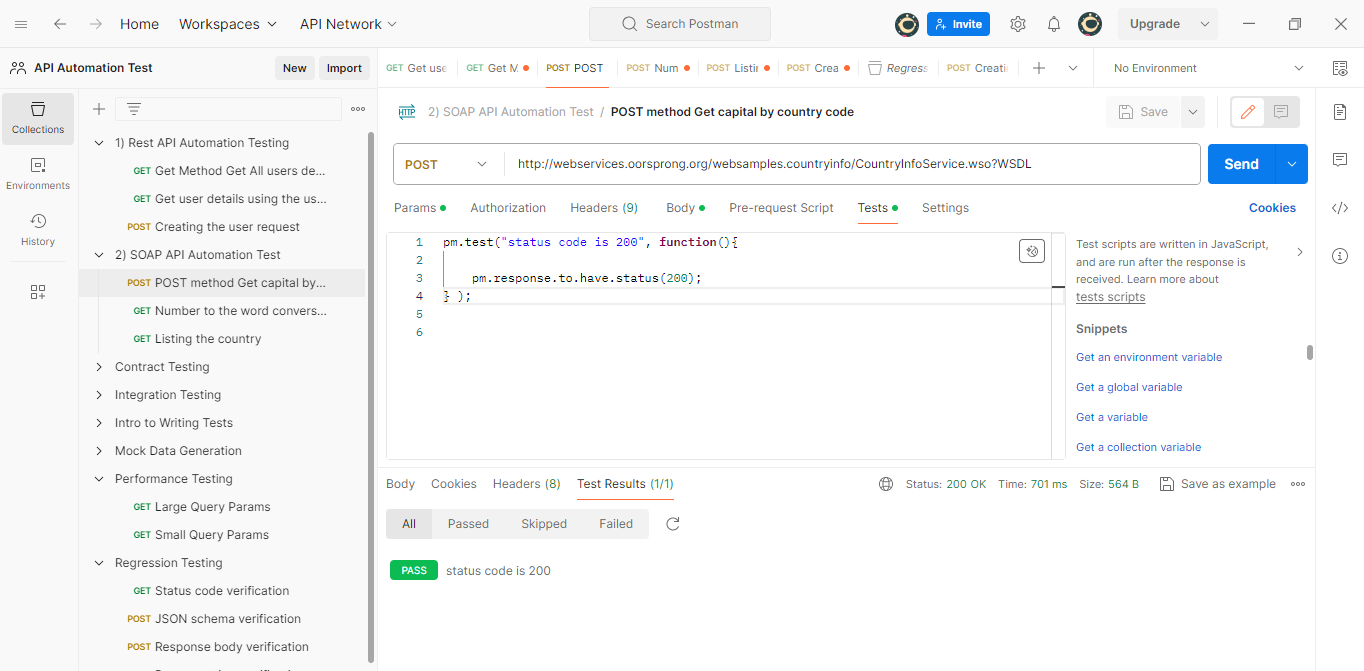 Home Workspaces API Network Search Postman Invite Upgrade
API Automation Test New Import
GET Get use GET Get M POST POST POST Num POST Listin POST Crea Regress POST Creatin No Environment
Collections
Environments
History
1) Rest API Automation Testing
GET Get Method Get All users de...
GET Get user details using the us...
POST Creating the user request
2) SOAP API Automation Test
POST POST method Get capital by...
GET Number to the word convers...
GET Listing the country
Contract Testing
Integration Testing
Intro to Writing Tests
Mock Data Generation
Performance Testing
GET Large Query Params
GET Small Query Params
Regression Testing
GET Status code verification
POST JSON schema verification
POST Response body verification
HTTP 2) SOAP API Automation Test / POST method Get capital by country code Save
POST http://webservices.oorsprong.org/websamples.countryinfo/CountryInfoService.wso?WSDL Send
Params Authorization Headers (9) Body Pre-request Script Tests Settings Cookies
1 pm.test("status code is 200", function(){
2
3 pm.response.to.have.status(200);
4 } );
5
6
Test scripts are written in JavaScript,
and are run after the response is
received. Learn more about
tests scripts
Snippets
Get an environment variable
Get a global variable
Get a variable
Get a collection variable
Body Cookies Headers (8) Test Results (1/1) Status: 200 OK Time: 701 ms Size: 564 B Save as example
All Passed Skipped Failed
PASS status code is 200